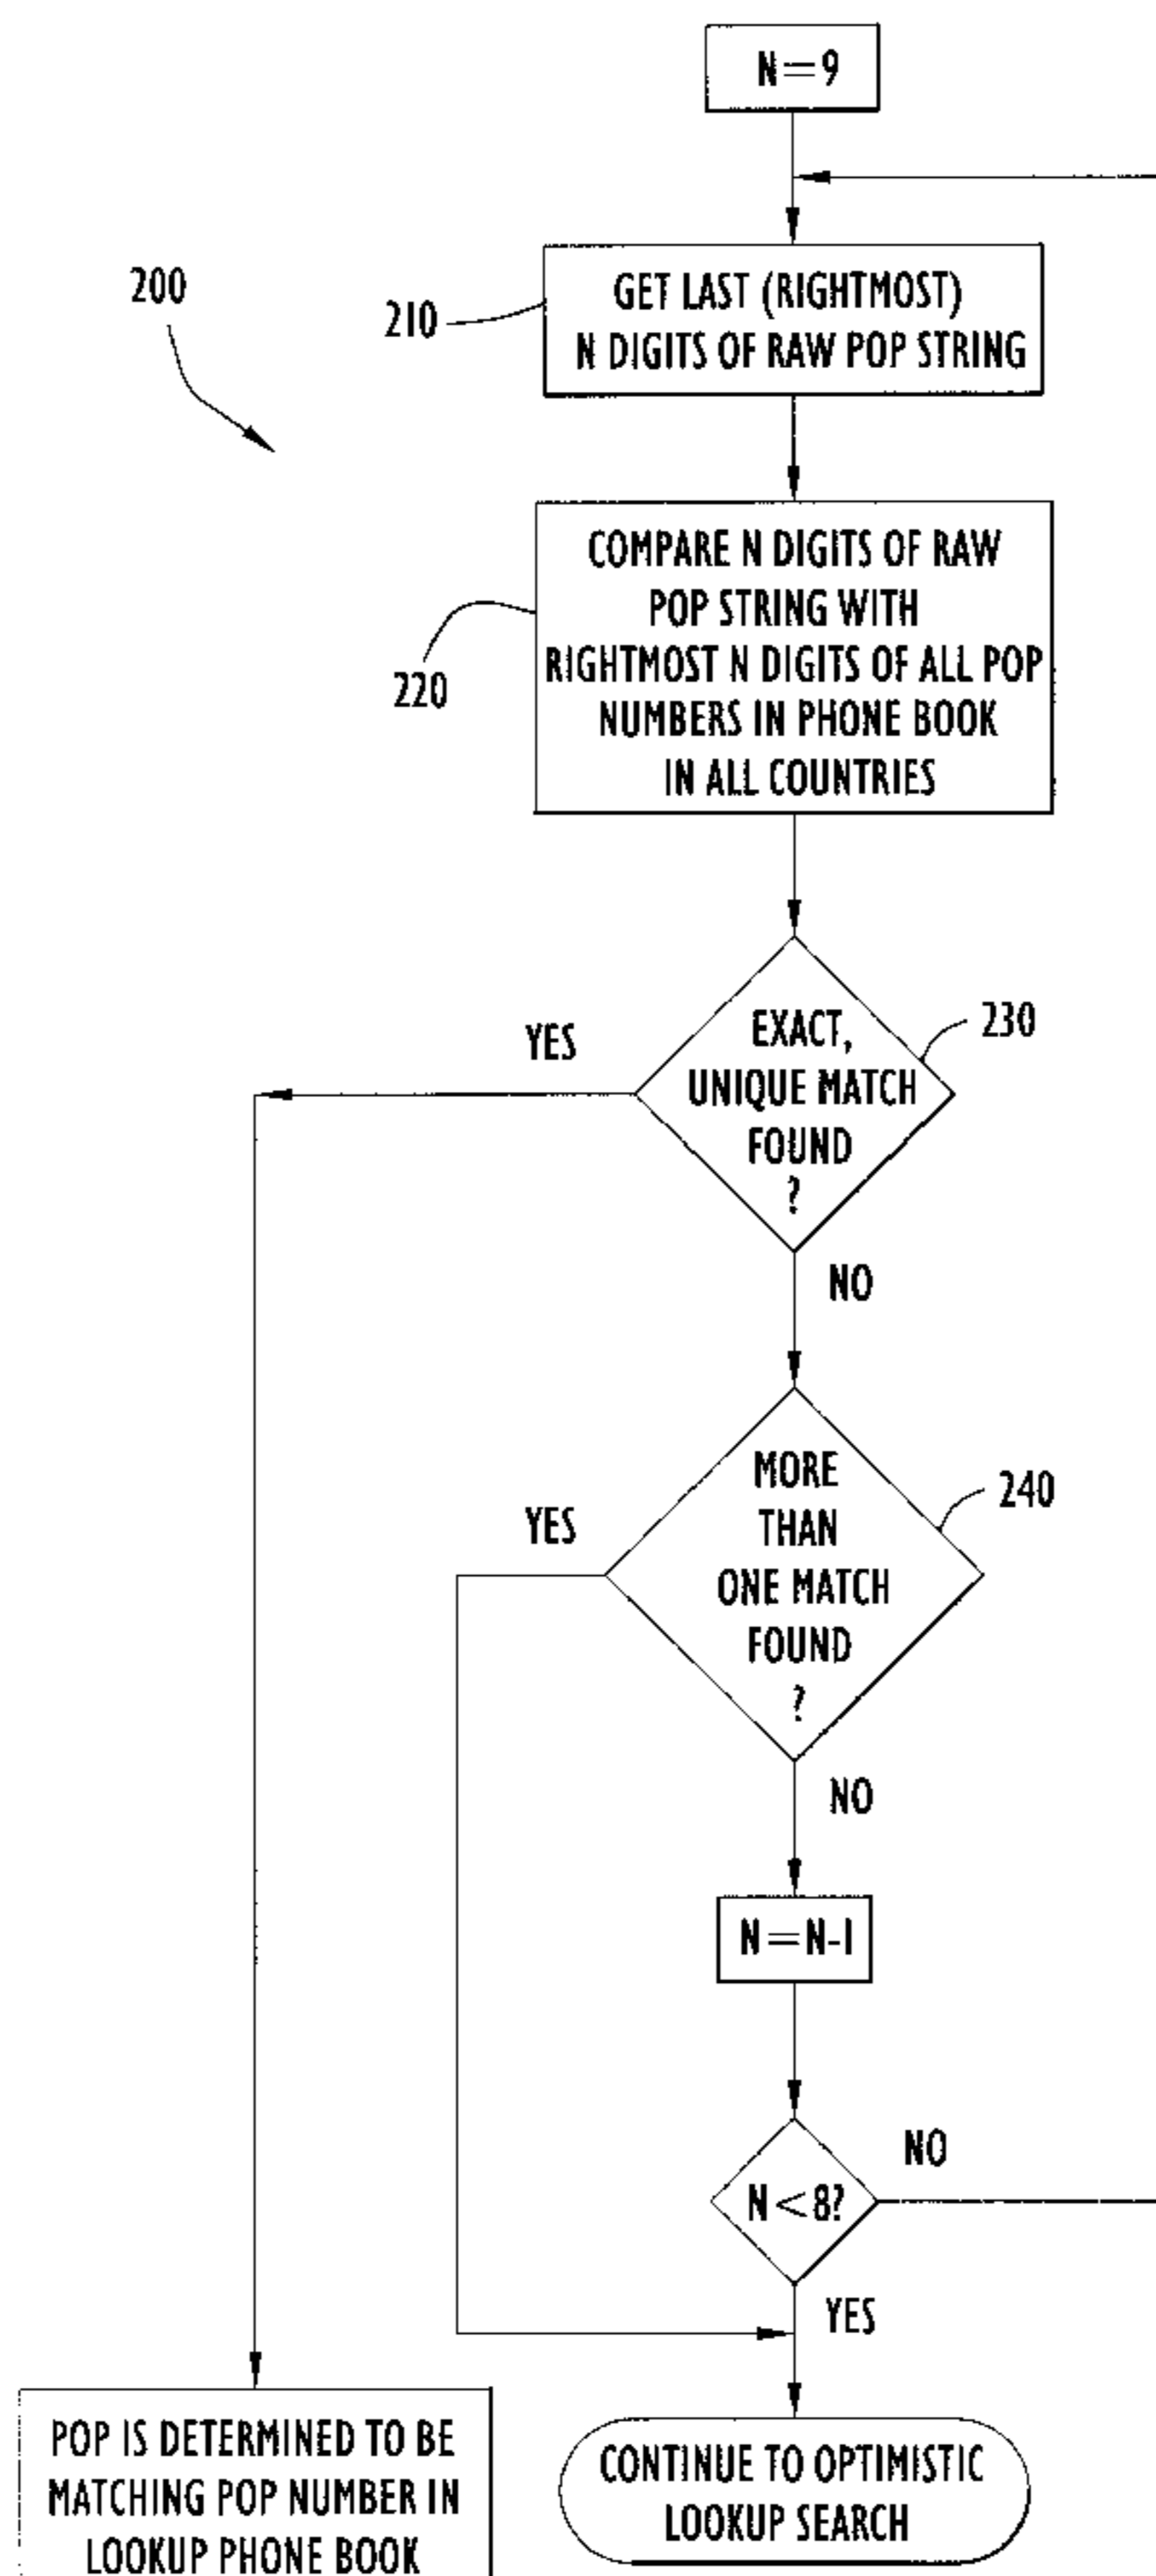 N=9
200
210
GET LAST (RIGHTMOST)
N DIGITS OF RAW POP STRING
220
COMPARE N DIGITS OF RAW
POP STRING WITH
RIGHTMOST N DIGITS OF ALL POP
NUMBERS IN PHONE BOOK
IN ALL COUNTRIES
YES
EXACT,
UNIQUE MATCH
FOUND
?
230
NO
YES
MORE
THAN
ONE MATCH
FOUND
?
240
NO
N=N-1
N<8?
NO
YES
POP IS DETERMINED TO BE
MATCHING POP NUMBER IN
LOOKUP PHONE BOOK
CONTINUE TO OPTIMISTIC
LOOKUP SEARCH